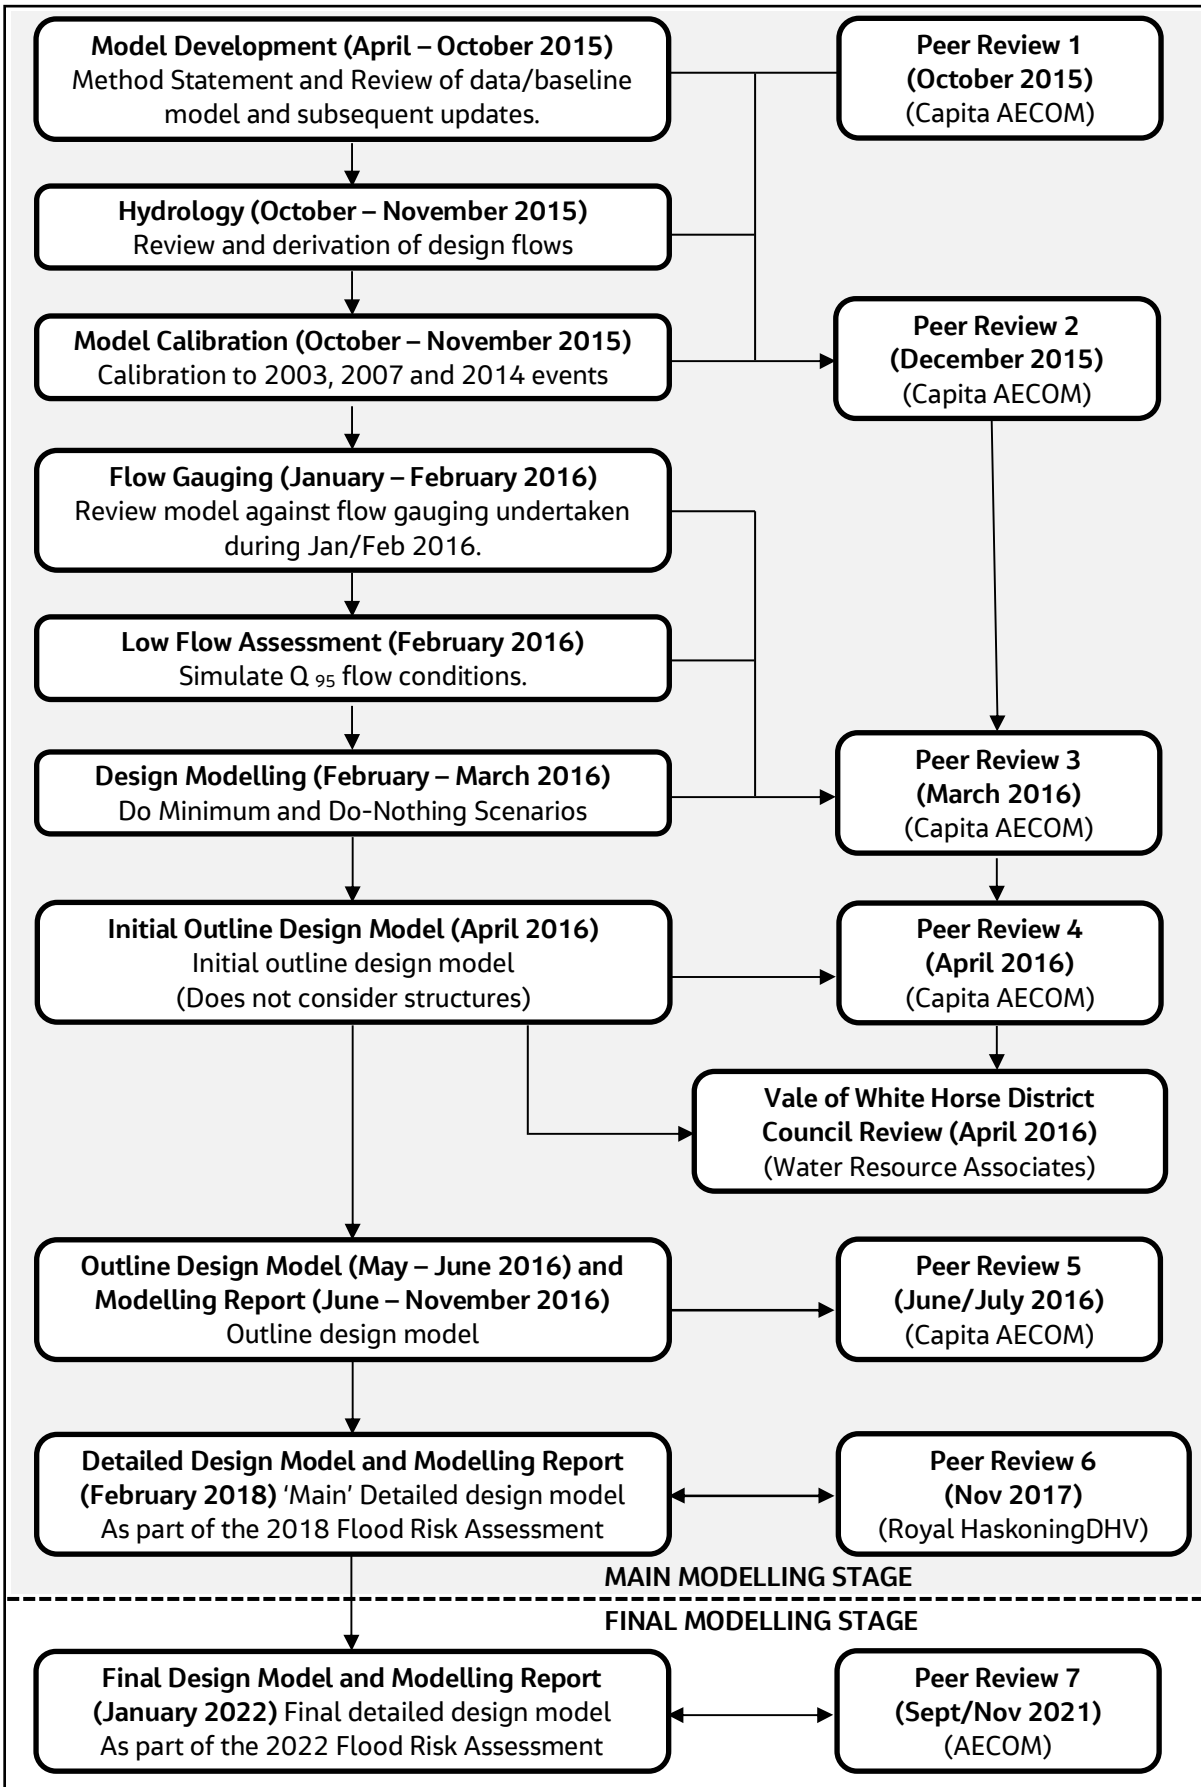 Model Development (April – October 2015)
Method Statement and Review of data/baseline
model and subsequent updates.
Peer Review 1
(October 2015)
(Capita AECOM)
Hydrology (October – November 2015)
Review and derivation of design flows
Model Calibration (October – November 2015)
Calibration to 2003, 2007 and 2014 events
Peer Review 2
(December 2015)
(Capita AECOM)
Flow Gauging (January – February 2016)
Review model against flow gauging undertaken
during Jan/Feb 2016.
Low Flow Assessment (February 2016)
Simulate Q 95 flow conditions.
Design Modelling (February – March 2016)
Do Minimum and Do-Nothing Scenarios
Peer Review 3
(March 2016)
(Capita AECOM)
Initial Outline Design Model (April 2016)
Initial outline design model
(Does not consider structures)
Peer Review 4
(April 2016)
(Capita AECOM)
Vale of White Horse District
Council Review (April 2016)
(Water Resource Associates)
Outline Design Model (May – June 2016) and
Modelling Report (June – November 2016)
Outline design model
Peer Review 5
(June/July 2016)
(Capita AECOM)
Detailed Design Model and Modelling Report
(February 2018) ‘Main’ Detailed design model
As part of the 2018 Flood Risk Assessment
Peer Review 6
(Nov 2017)
(Royal HaskoningDHV)
MAIN MODELLING STAGE
FINAL MODELLING STAGE
Final Design Model and Modelling Report
(January 2022) Final detailed design model
As part of the 2022 Flood Risk Assessment
Peer Review 7
(Sept/Nov 2021)
(AECOM)